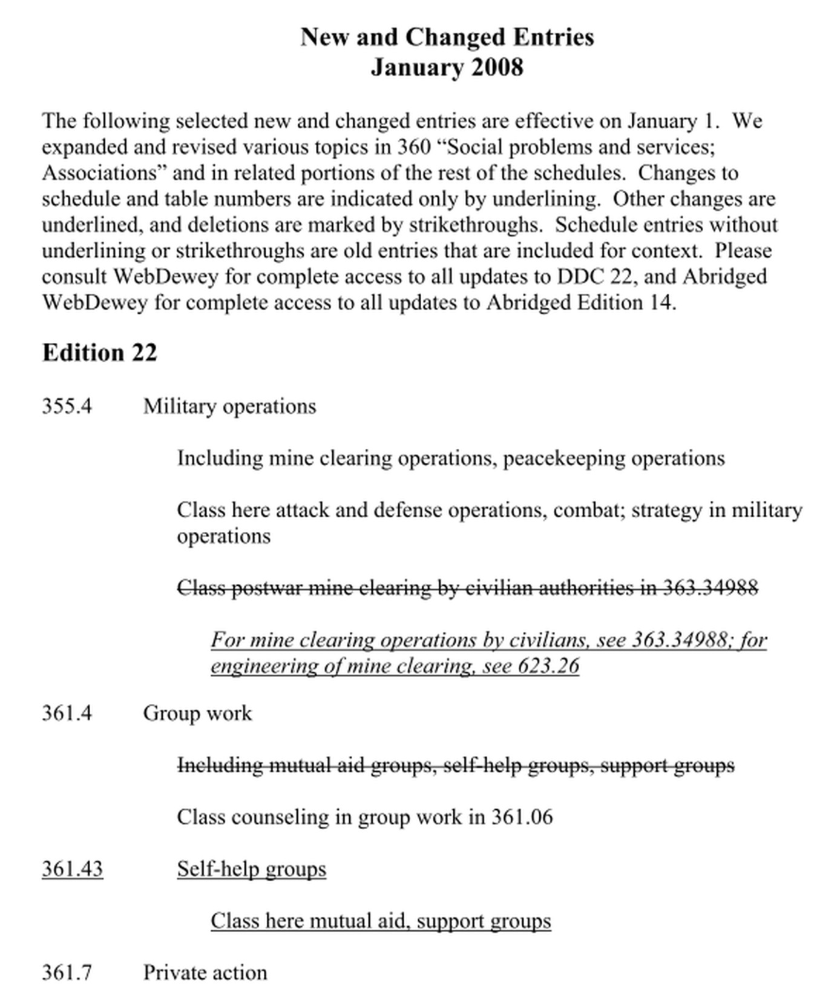 New and Changed Entries
January 2008
The following selected new and changed entries are effective on January 1.  We
expanded and revised various topics in 360 “Social problems and services;
Associations” and in related portions of the rest of the schedules.  Changes to
schedule and table numbers are indicated only by underlining.  Other changes are
underlined, and deletions are marked by strikethroughs.  Schedule entries without
underlining or strikethroughs are old entries that are included for context.  Please
consult WebDewey for complete access to all updates to DDC 22, and Abridged
WebDewey for complete access to all updates to Abridged Edition 14.
Edition 22
355.4 Military operations
Including mine clearing operations, peacekeeping operations
Class here attack and defense operations, combat; strategy in military
operations
Class postwar mine clearing by civilian authorities in 363.34988
For mine clearing operations by civilians, see 363.34988; for
engineering of mine clearing, see 623.26
361.4 Group work
Including mutual aid groups, self-help groups, support groups
Class counseling in group work in 361.06
361.43 Self-help groups
Class here mutual aid, support groups
361.7 Private action